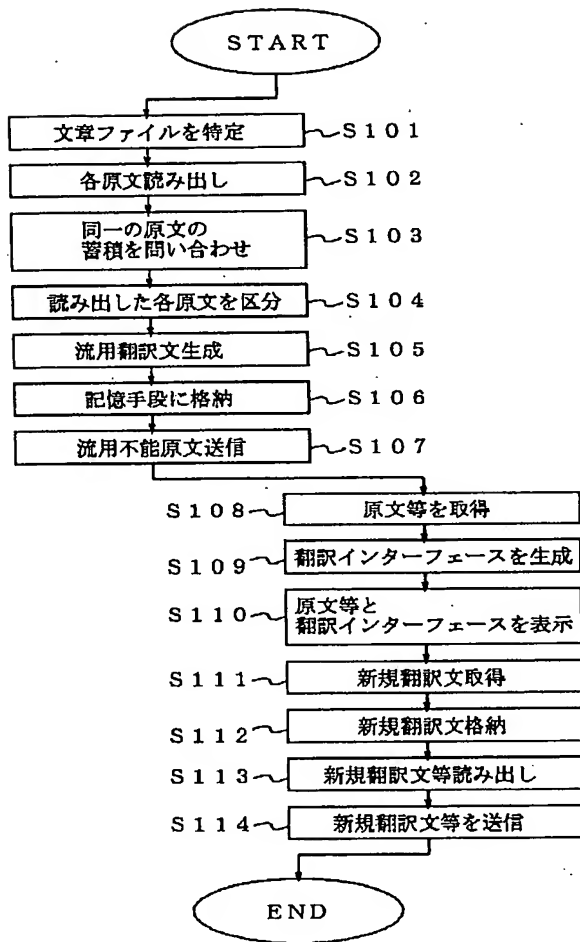 START
文章ファイルを特定 S101
各原文読み出し S102
同一の原文の
蓄積を問い合わせ S103
読み出した各原文を区分 S104
流用翻訳文生成 S105
記憶手段に格納 S106
流用不能原文送信 S107
S108 原文等を取得
S109 翻訳インターフェースを生成
S110 原文等と
翻訳インターフェースを表示
S111 新規翻訳文取得
S112 新規翻訳文格納
S113 新規翻訳文等読み出し
S114 新規翻訳文等を送信
END